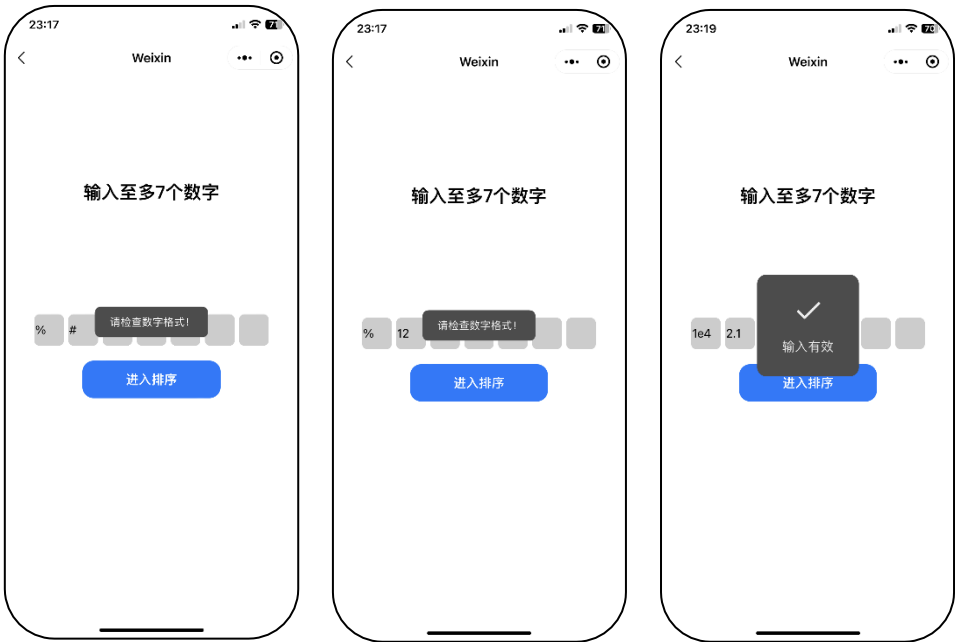 23:17
71
Weixin
输入至多7个数字
%
#
请检查数字格式！
进入排序
23:17
71
Weixin
输入至多7个数字
%
12
请检查数字格式！
进入排序
23:19
70
Weixin
输入至多7个数字
1e4
2.1
输入有效
进入排序